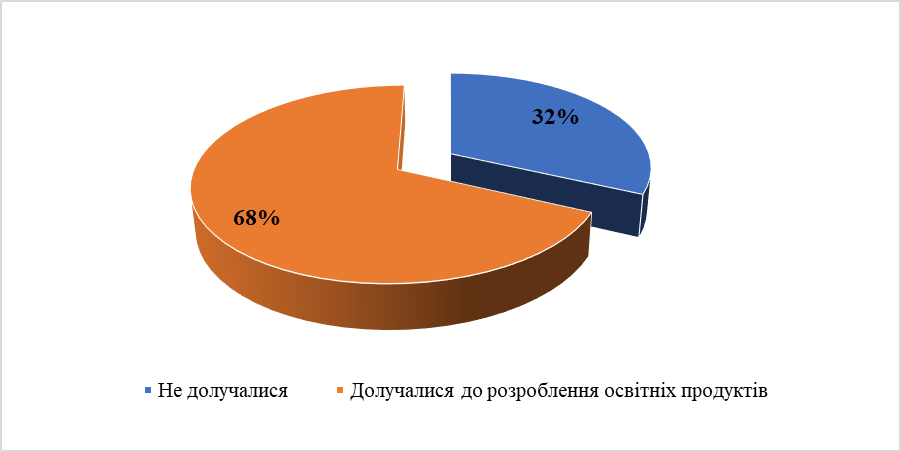 32%
68%
Не долучалися
Долучалися до розроблення освітніх продуктів